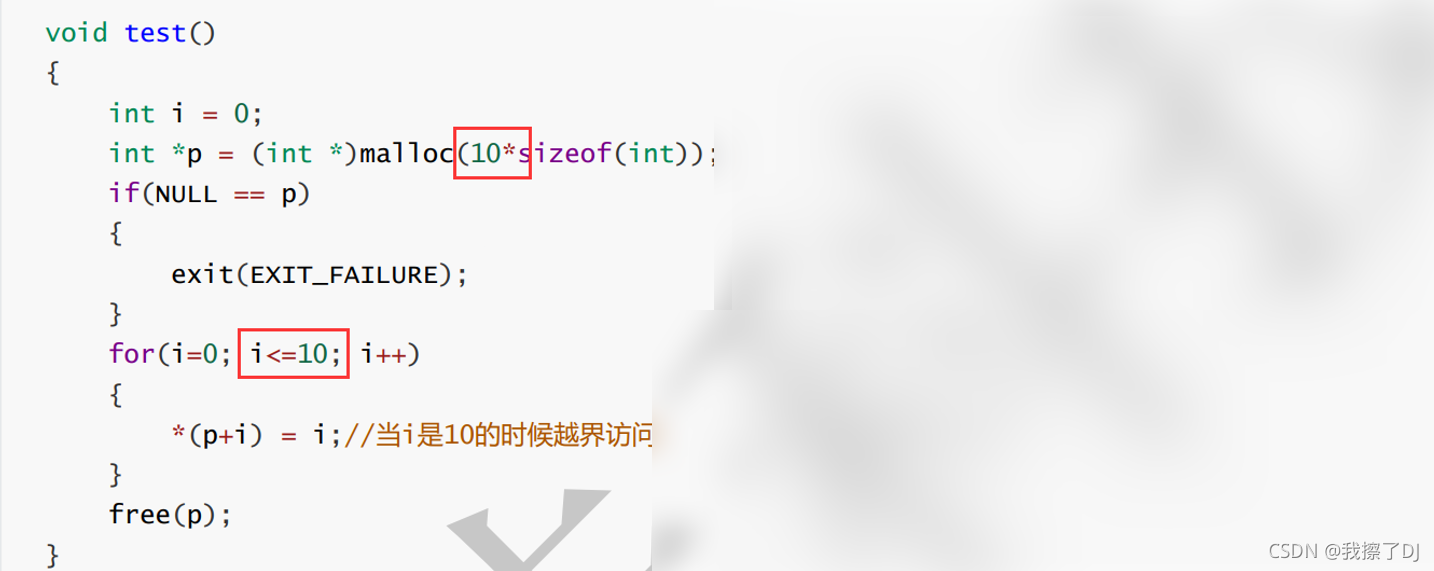 void test()
{
int i = 0;
int *p = (int *)malloc(10*sizeof(int));
if(NULL == p)
{
exit(EXIT_FAILURE);
}
for(i=0; i<=10; i++)
{
*(p+i) = i;//当i是10的时候越界访问
}
free(p);
}
CSDN @我擦了DJ